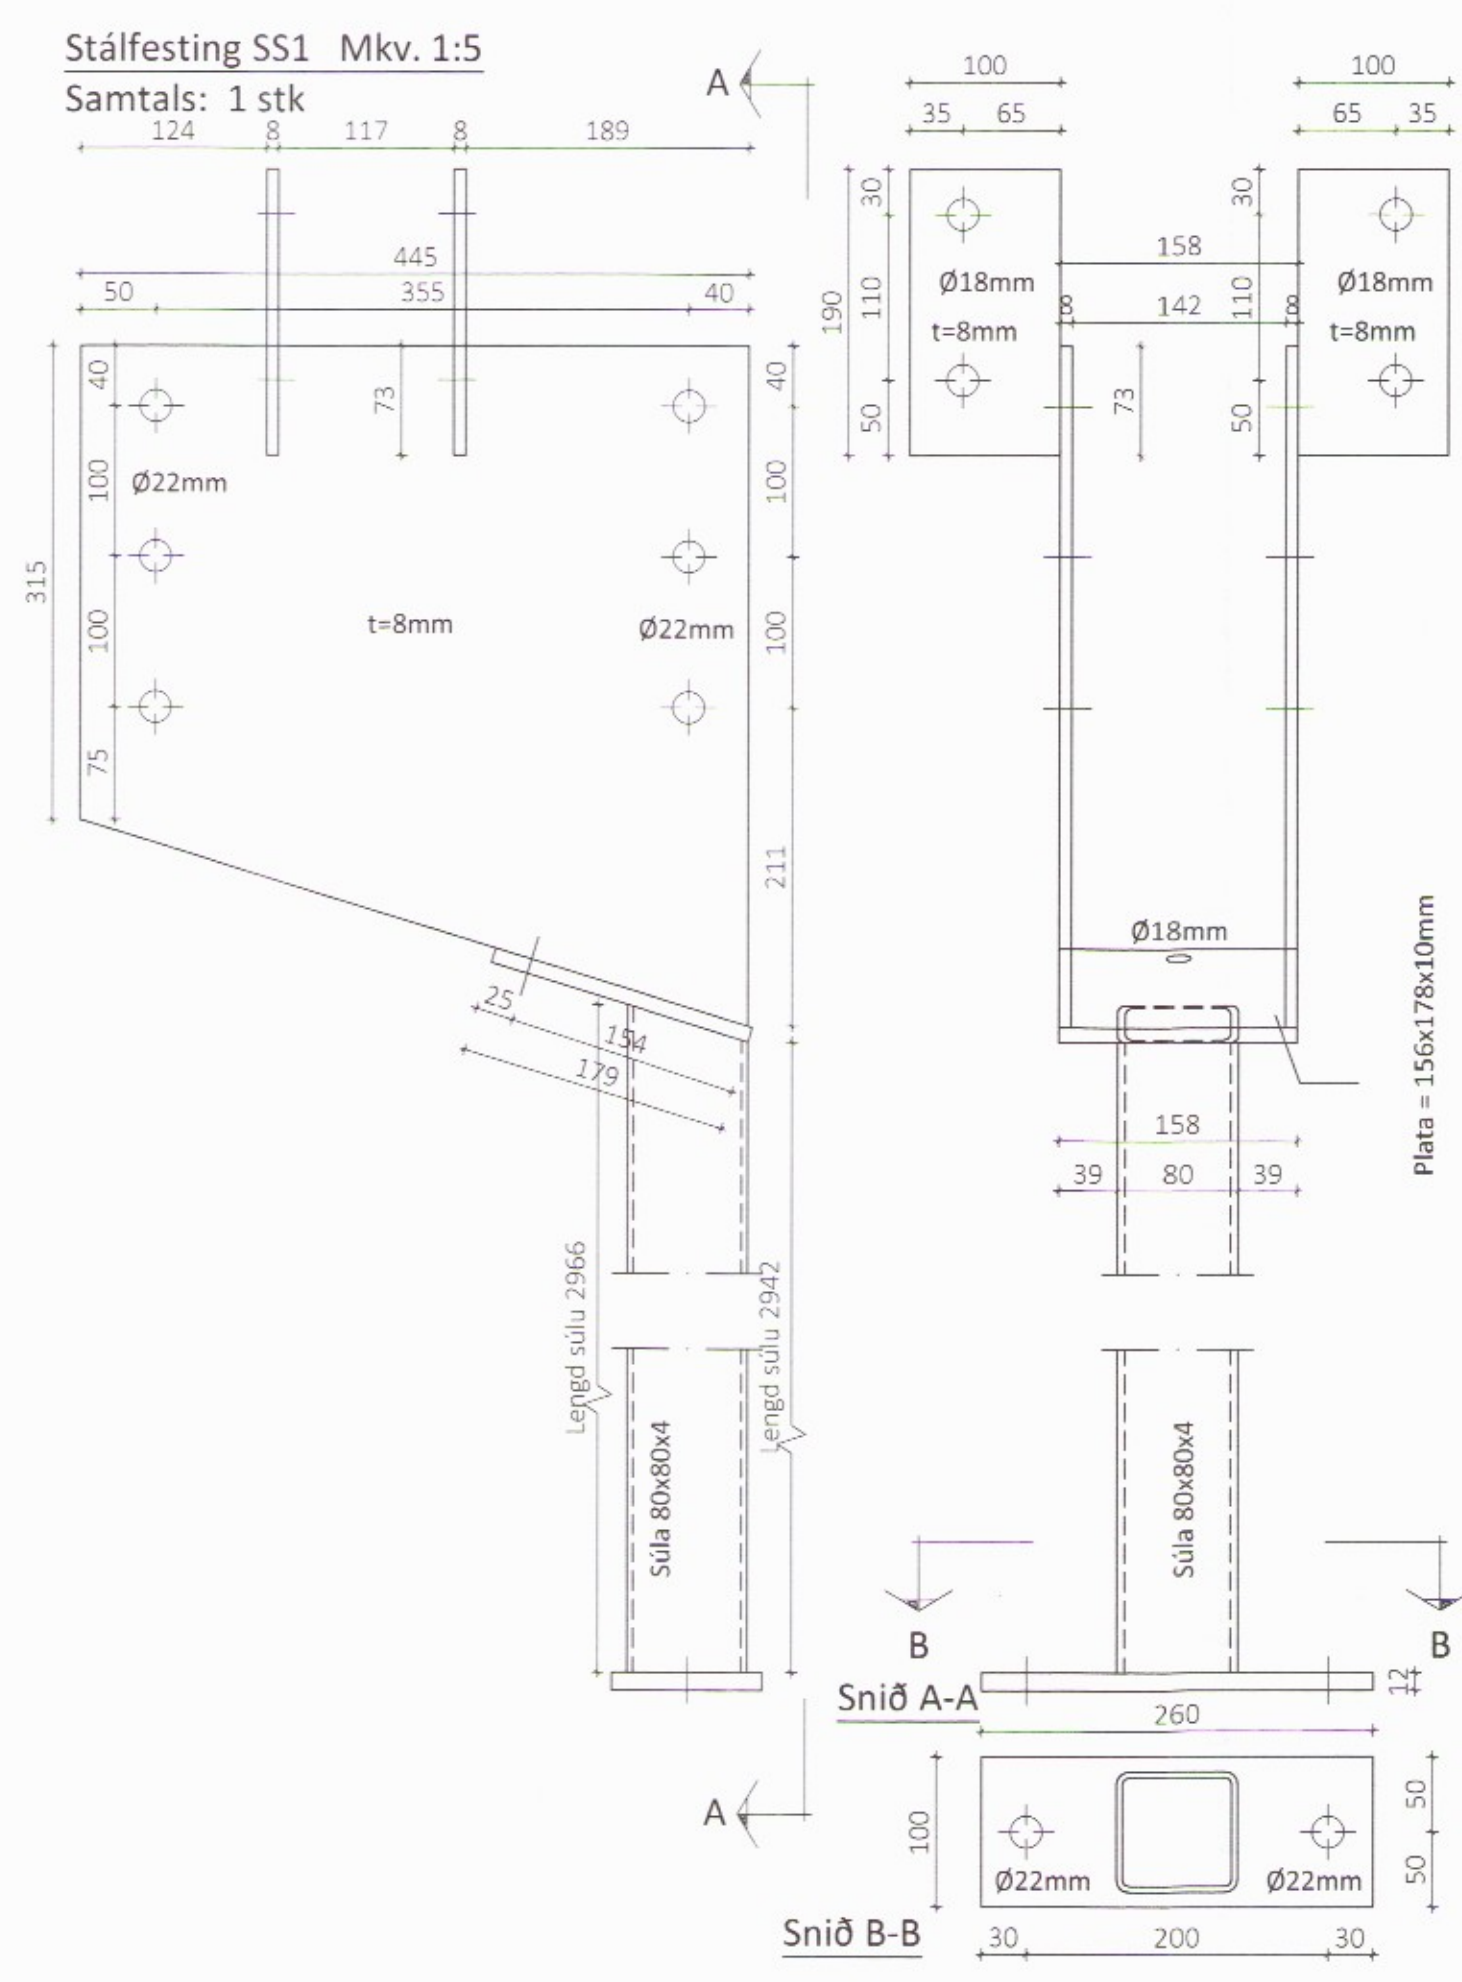 Stálfesting SS1 Mkv. 1:5
Samtals: 1 stk
124 8 117 8 189
445
50 355 40
40
100
100
75
315
73
Ø22mm
t=8mm
Ø22mm
40
100
100
211
25
154
179
Lengd súlu 2966
Lengd súlu 2942
Súla 80x80x4
A
A
100
35 65
100
65 35
30
110
50
190
Ø18mm
t=8mm
158
8 142 8
73
30
110
50
Ø18mm
t=8mm
Ø18mm
Plata = 156x178x10mm
158
39 80 39
Súla 80x80x4
B
B
Snið A-A
12
260
100
Ø22mm
Ø22mm
50
50
Snið B-B
30 200 30